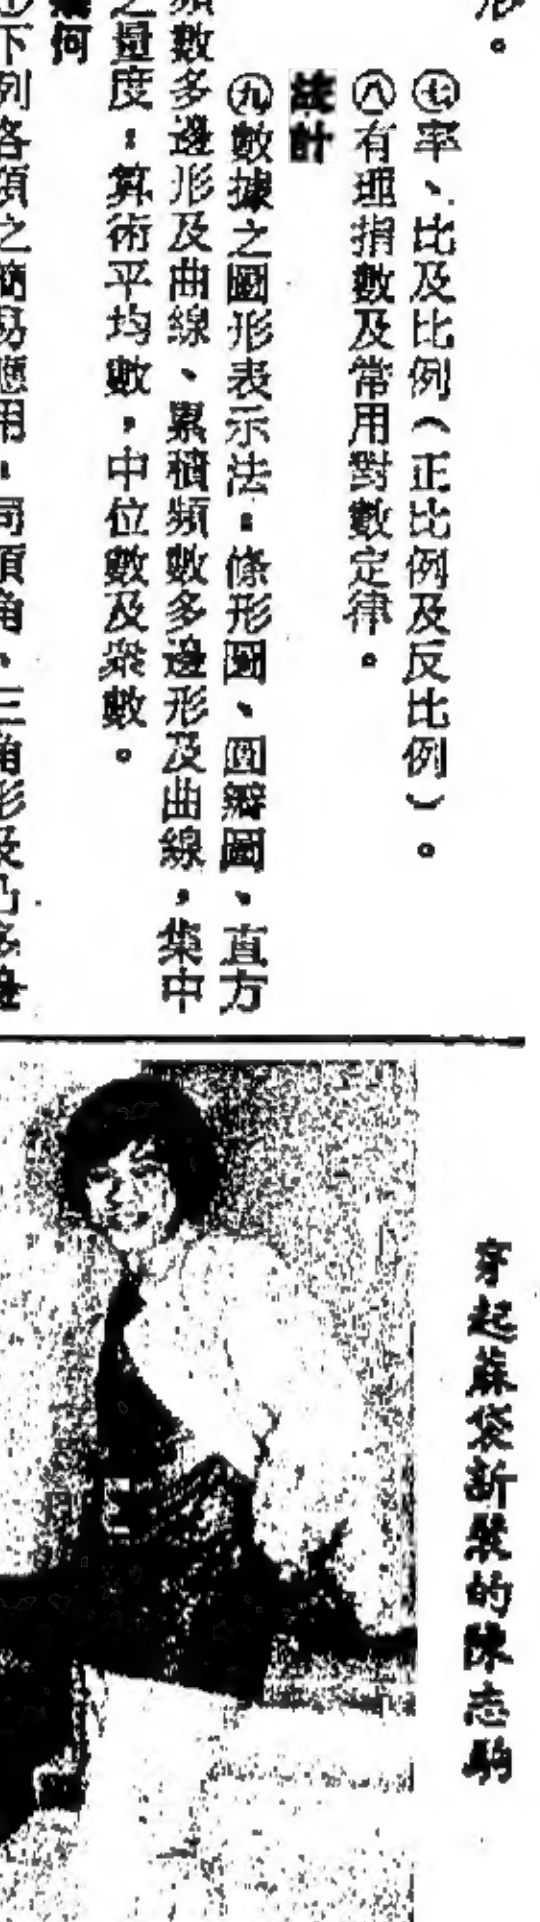 形。
㊆率、比及比例（正比例及反比例）。
㊇有理指數及常用對數定律。
統計
㊈數據之圖形表示法：條形圖、圓瓣圖、直方
頻數多邊形及曲線、累積頻數多邊形及曲線，集中
之量度：算術平均數，中位數及衆數。
幾何
下列各項之簡易應用：同頂角、三角形及凸多邊
穿起蔴袋新裝的陳志駒